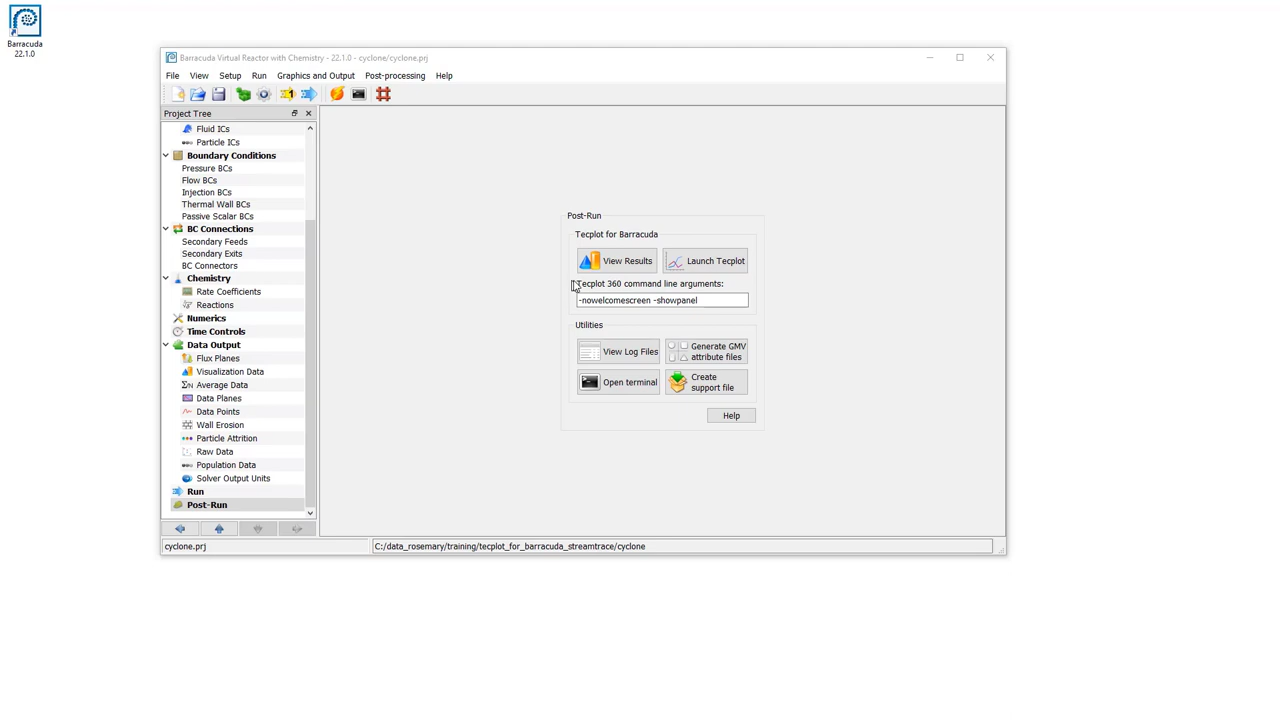 Barracuda
22.1.0
Barracuda Virtual Reactor with Chemistry - 22.1.0 - cyclone/cyclone.prj
File View Setup Run Graphics and Output Post-processing Help
Project Tree
Fluid ICs
Particle ICs
Boundary Conditions
Pressure BCs
Flow BCs
Injection BCs
Thermal Wall BCs
Passive Scalar BCs
BC Connections
Secondary Feeds
Secondary Exits
BC Connectors
Chemistry
Rate Coefficients
Reactions
Numerics
Time Controls
Data Output
Flux Planes
Visualization Data
Average Data
Data Planes
Data Points
Wall Erosion
Particle Attrition
Raw Data
Population Data
Solver Output Units
Run
Post-Run
Post-Run
Tecplot for Barracuda
View Results
Launch Tecplot
Tecplot 360 command line arguments:
-nowelcomescreen -showpanel
Utilities
View Log Files
Generate GMV
attribute files
Open terminal
Create
support file
Help
cyclone.prj
C:/data_rosemary/training/tecplot_for_barracuda_streamtrace/cyclone